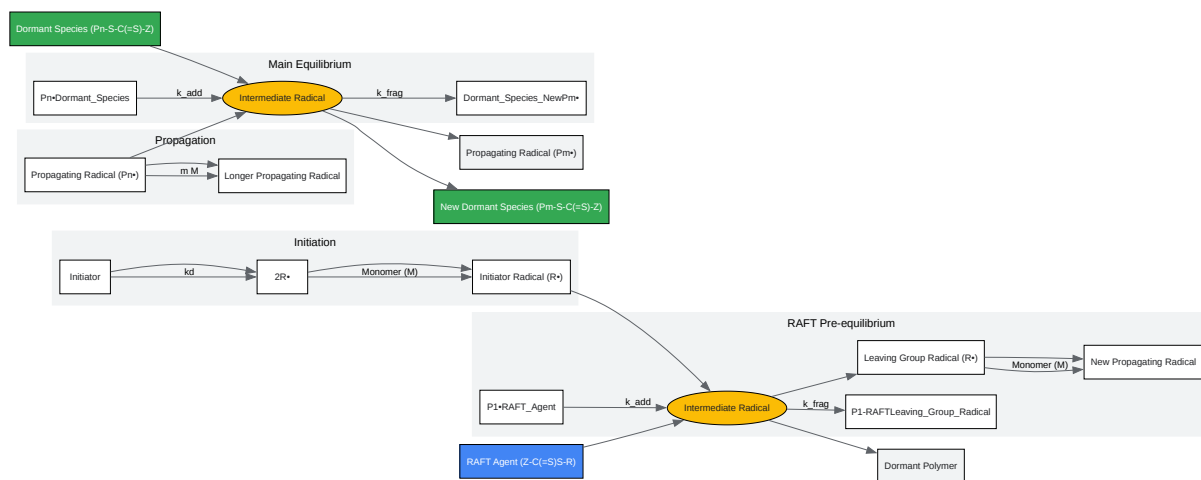 Dormant Species (Pn-S-C(=S)-Z)
Main Equilibrium
Pn•Dormant_Species
k_add
Intermediate Radical
k_frag
Dormant_Species_NewPm•
Propagation
Propagating Radical (Pm•)
Propagating Radical (Pn•)
m M
Longer Propagating Radical
New Dormant Species (Pm-S-C(=S)-Z)
Initiation
Initiator
kd
2R•
Monomer (M)
Initiator Radical (R•)
RAFT Pre-equilibrium
Leaving Group Radical (R•)
Monomer (M)
New Propagating Radical
P1•RAFT_Agent
k_add
Intermediate Radical
k_frag
P1-RAFTLeaving_Group_Radical
RAFT Agent (Z-C(=S)S-R)
Dormant Polymer